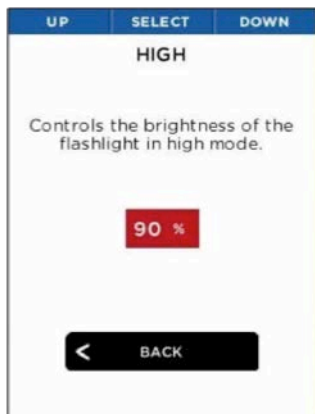 UP SELECT DOWN
HIGH
Controls the brightness of the
flashlight in high mode.
90 %
< BACK